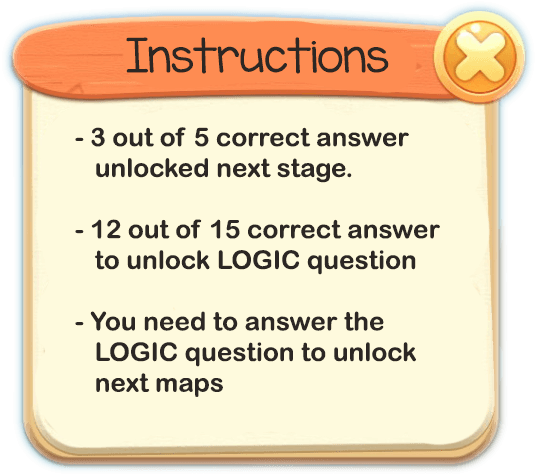 Instructions
- 3 out of 5 correct answer
unlocked next stage.
- 12 out of 15 correct answer
to unlock LOGIC question
- You need to answer the
LOGIC question to unlock
next maps